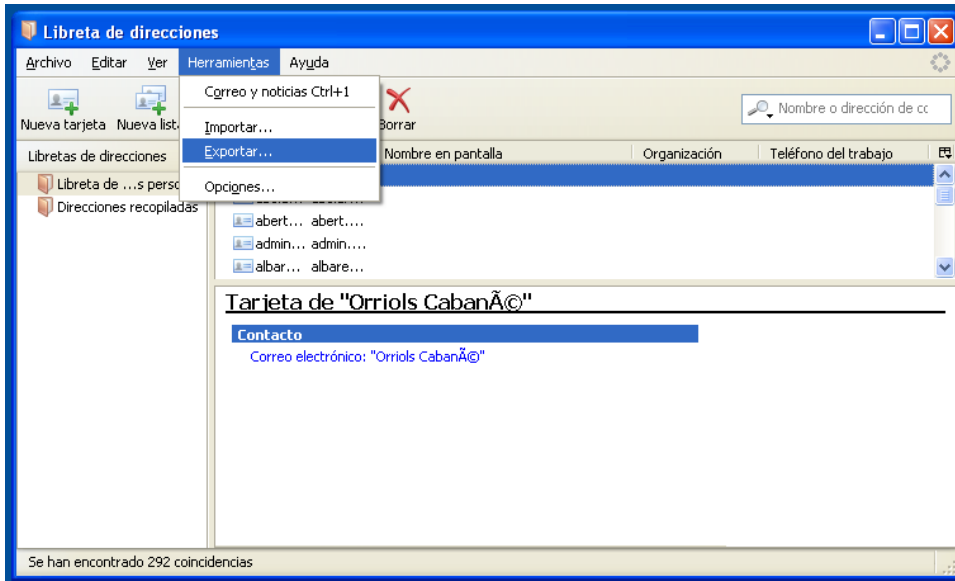 Libreta de direcciones
Archivo Editar Ver Herramientas Ayuda
Correo y noticias Ctrl+1
Importar...
Exportar...
Opciones...
Nueva tarjeta Nueva list Borrar
Nombre o dirección de cc
Libretas de direcciones
Nombre en pantalla Organización Teléfono del trabajo
Libreta de ...s perso
Direcciones recopiladas
abert... abert....
admin... admin....
albar... albare...
Tarjeta de "Orriols CabanÃ©"
Contacto
Correo electrónico: "Orriols CabanÃ©"
Se han encontrado 292 coincidencias